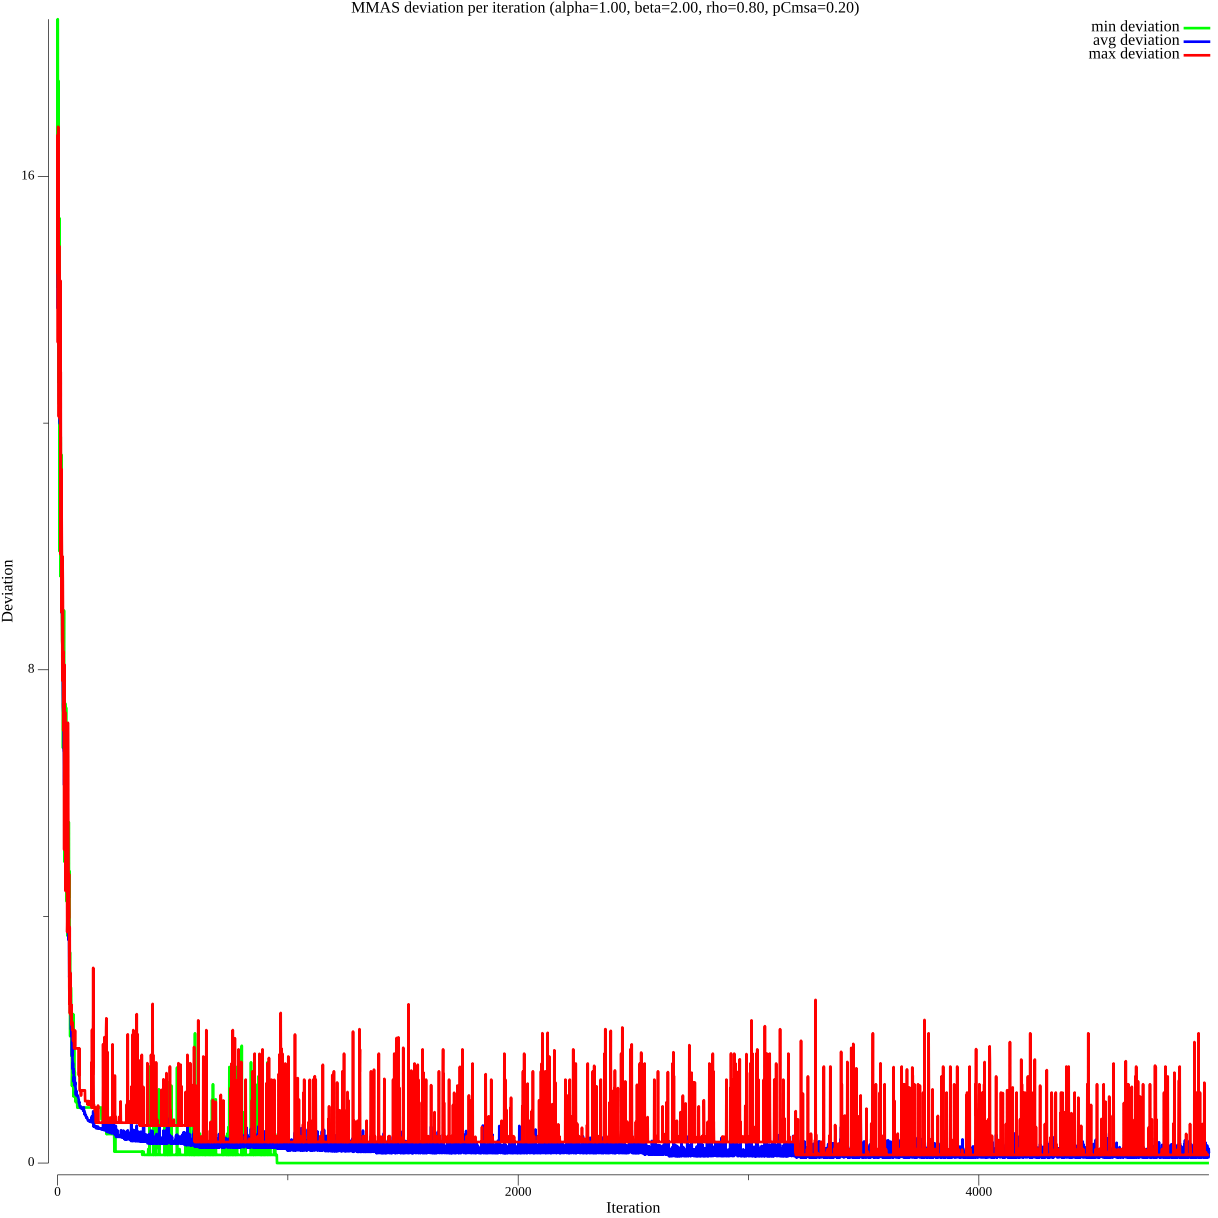 MMAS deviation per iteration (alpha=1.00, beta=2.00, rho=0.80, pCmsa=0.20)
min deviation
avg deviation
max deviation
16
8
0
Deviation
0
2000
4000
Iteration